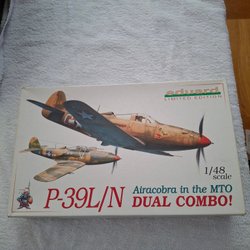 eduard
LIMITED EDITION
1/48
scale
P-39L/N
Airacobra in the MTO
DUAL COMBO!